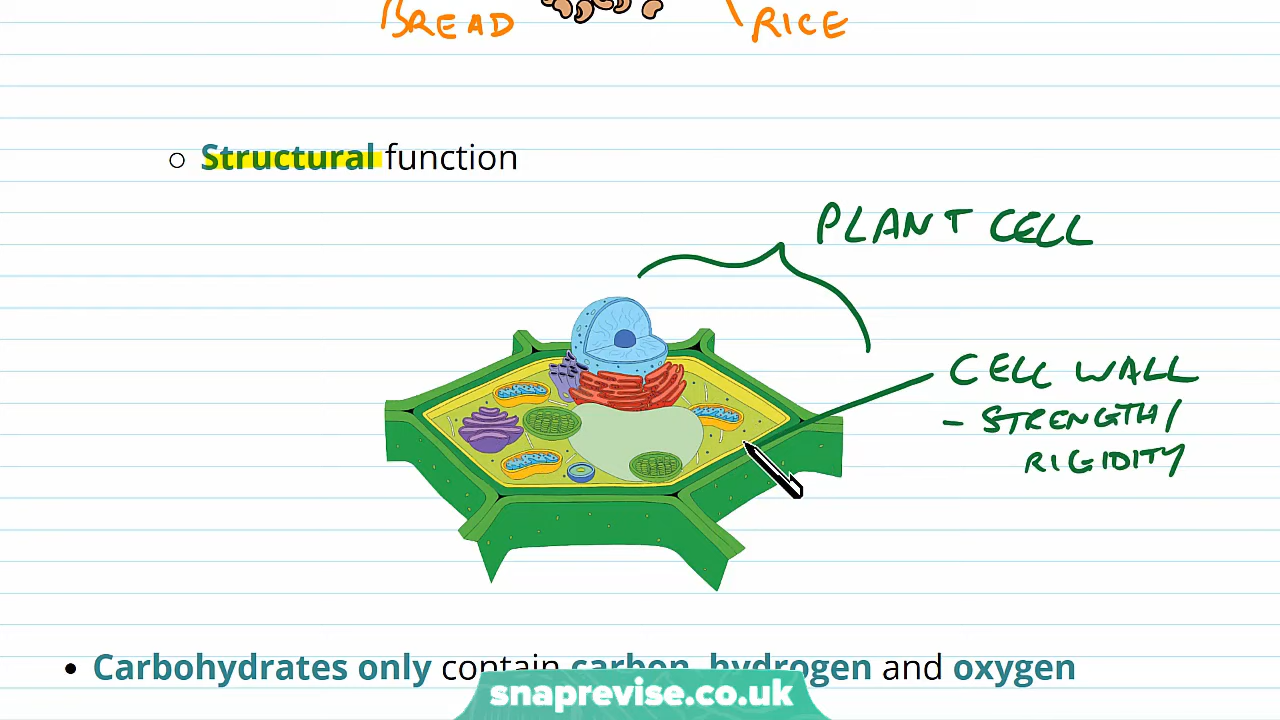 BREAD RICE
○ Structural function
PLANT CELL
CELL WALL
- STRENGTH/
RIGIDITY
• Carbohydrates only contain carbon, hydrogen and oxygen
snaprevise.co.uk